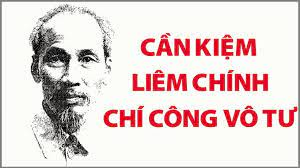 CẦN KIỆM
LIÊM CHÍNH
CHÍ CÔNG VÔ TƯ